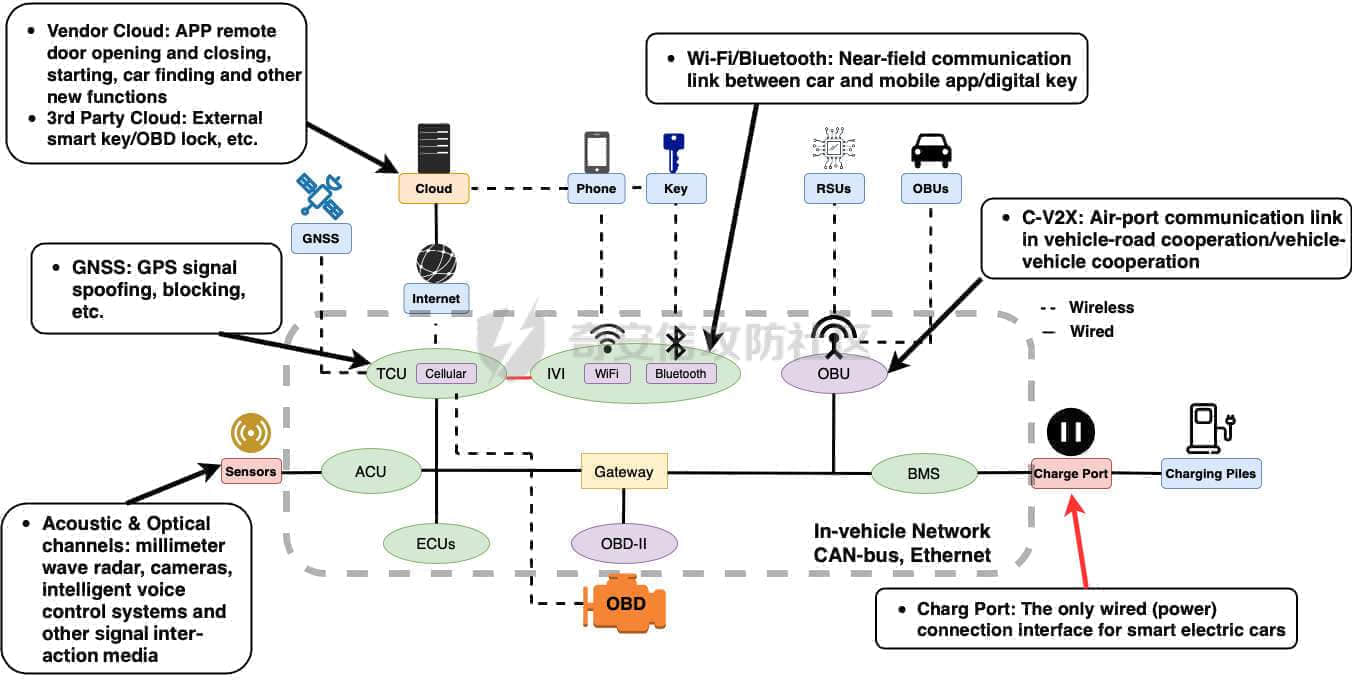 • Vendor Cloud: APP remote
door opening and closing,
starting, car finding and other
new functions
• 3rd Party Cloud: External
smart key/OBD lock, etc.
• Wi-Fi/Bluetooth: Near-field communication
link between car and mobile app/digital key
Cloud
Phone
Key
RSUs
OBUs
GNSS
• C-V2X: Air-port communication link
in vehicle-road cooperation/vehicle-
vehicle cooperation
• GNSS: GPS signal
spoofing, blocking,
etc.
Internet
Wireless
Wired
奇安信攻防社区
TCU
Cellular
IVI
WiFi
Bluetooth
OBU
Sensors
ACU
Gateway
BMS
Charge Port
Charging Piles
ECUs
OBD-II
In-vehicle Network
CAN-bus, Ethernet
• Acoustic & Optical
channels: millimeter
wave radar, cameras,
intelligent voice
control systems and
other signal inter-
action media
OBD
• Charg Port: The only wired (power)
connection interface for smart electric cars